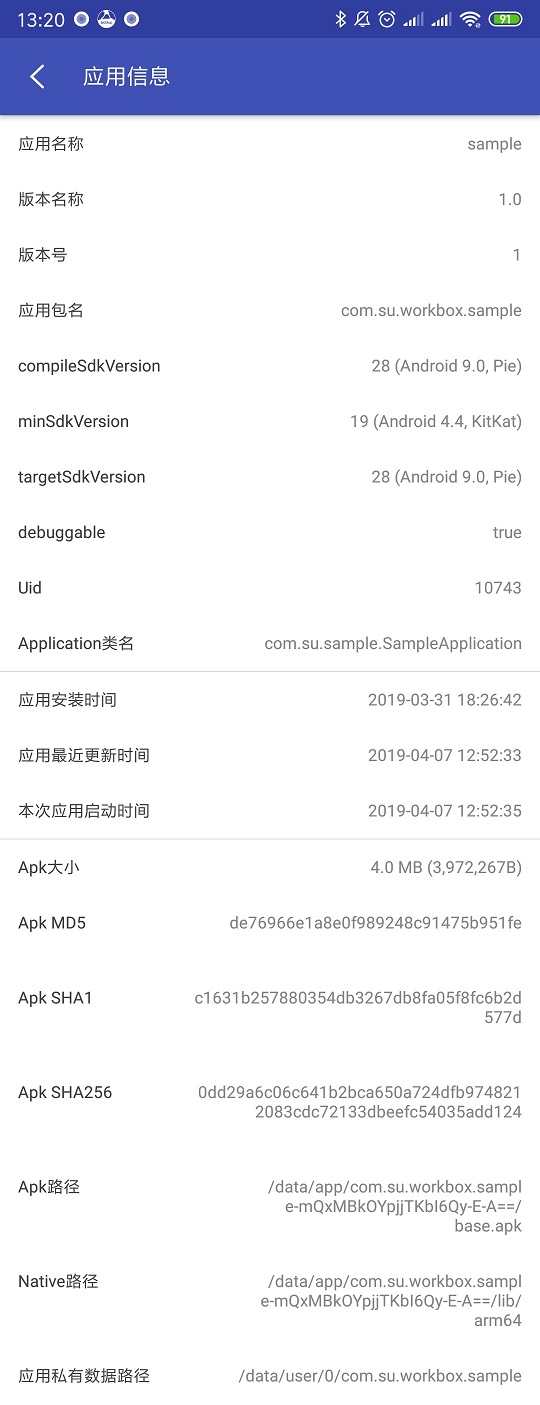 13:20 91
应用信息
应用名称 sample
版本名称 1.0
版本号 1
应用包名 com.su.workbox.sample
compileSdkVersion 28 (Android 9.0, Pie)
minSdkVersion 19 (Android 4.4, KitKat)
targetSdkVersion 28 (Android 9.0, Pie)
debuggable true
Uid 10743
Application类名 com.su.sample.SampleApplication
应用安装时间 2019-03-31 18:26:42
应用最近更新时间 2019-04-07 12:52:33
本次应用启动时间 2019-04-07 12:52:35
Apk大小 4.0 MB (3,972,267B)
Apk MD5 de76966e1a8e0f989248c91475b951fe
Apk SHA1 c1631b257880354db3267db8fa05f8fc6b2d
577d
Apk SHA256 0dd29a6c06c641b2bca650a724dfb974821
2083cdc72133dbeefc54035add124
Apk路径 /data/app/com.su.workbox.sampl
e-mQxMBkOYpjjTKbI6Qy-E-A==/
base.apk
Native路径 /data/app/com.su.workbox.sampl
e-mQxMBkOYpjjTKbI6Qy-E-A==/lib/
arm64
应用私有数据路径 /data/user/0/com.su.workbox.sample